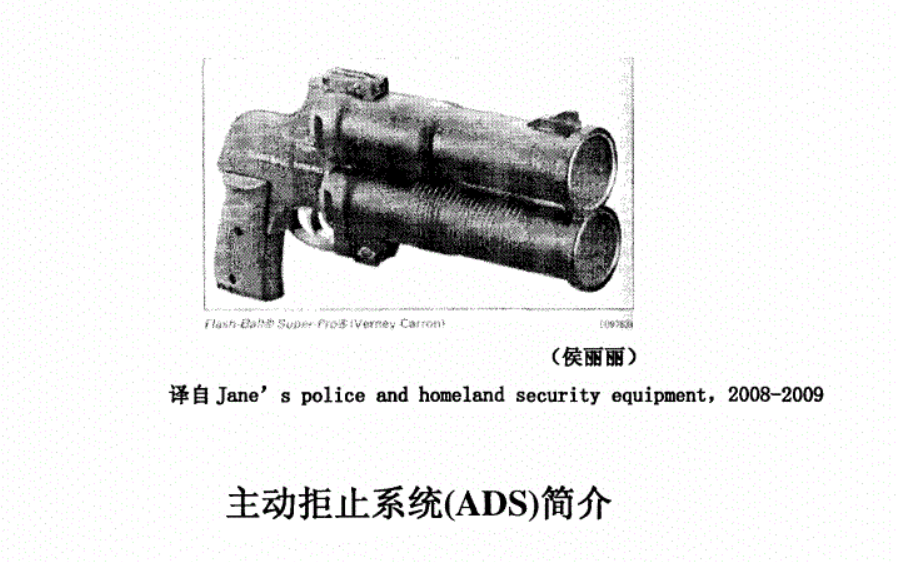 Flash-Ball® Super-Pro® (Verney Carron)
（侯丽丽）
译自 Jane's police and homeland security equipment, 2008-2009
主动拒止系统(ADS)简介